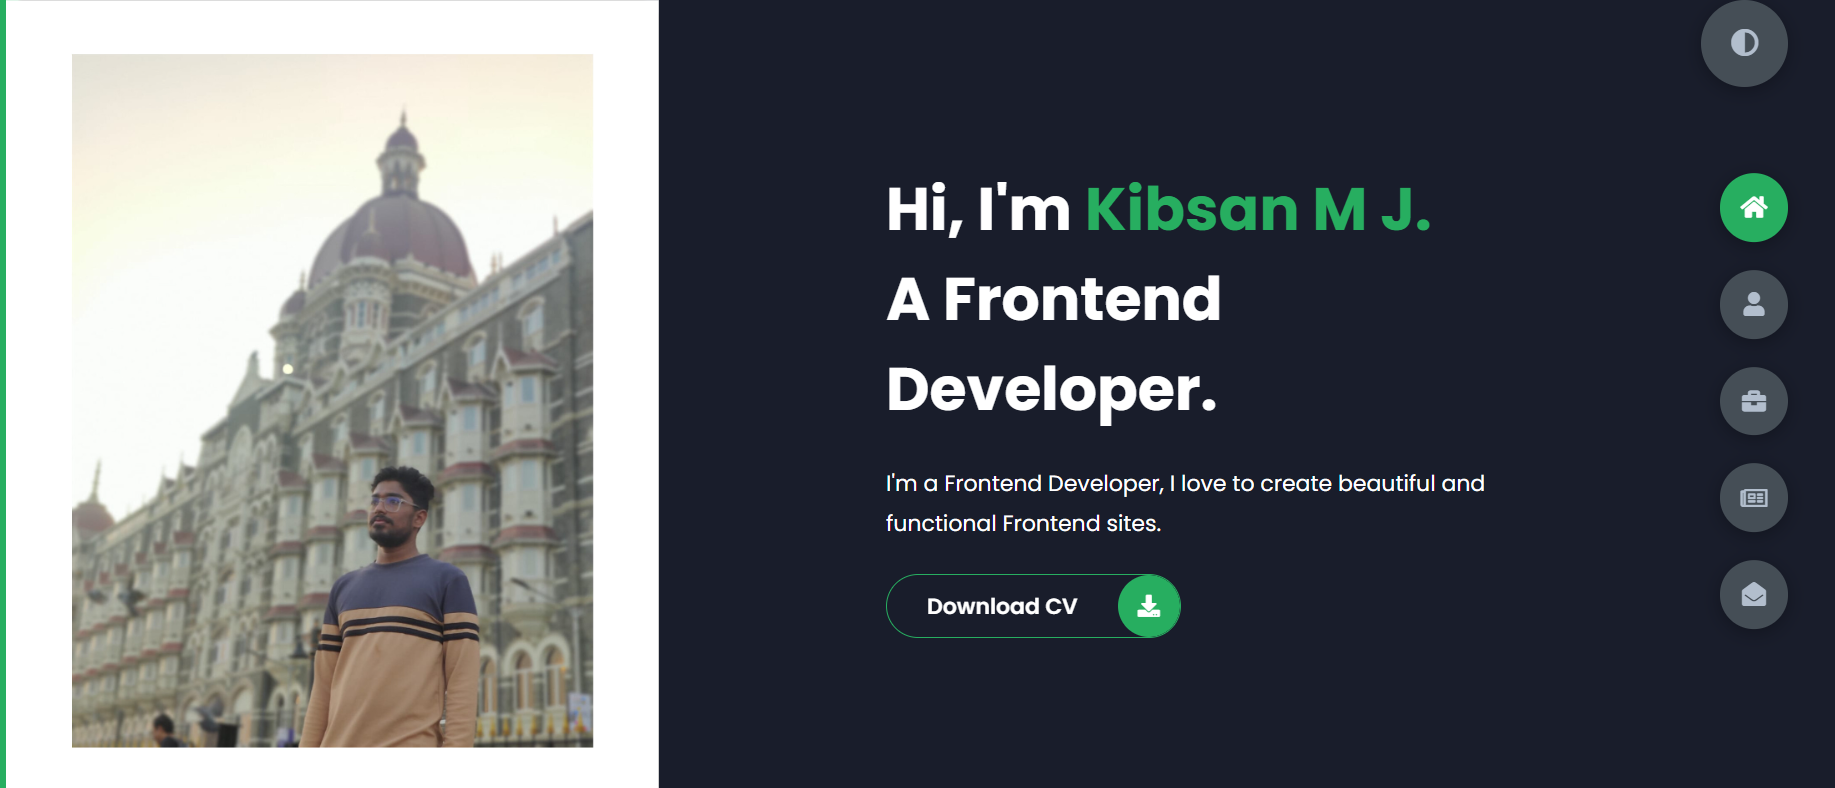 Hi, I'm Kibsan M J.
A Frontend
Developer.
I'm a Frontend Developer, I love to create beautiful and
functional Frontend sites.
Download CV